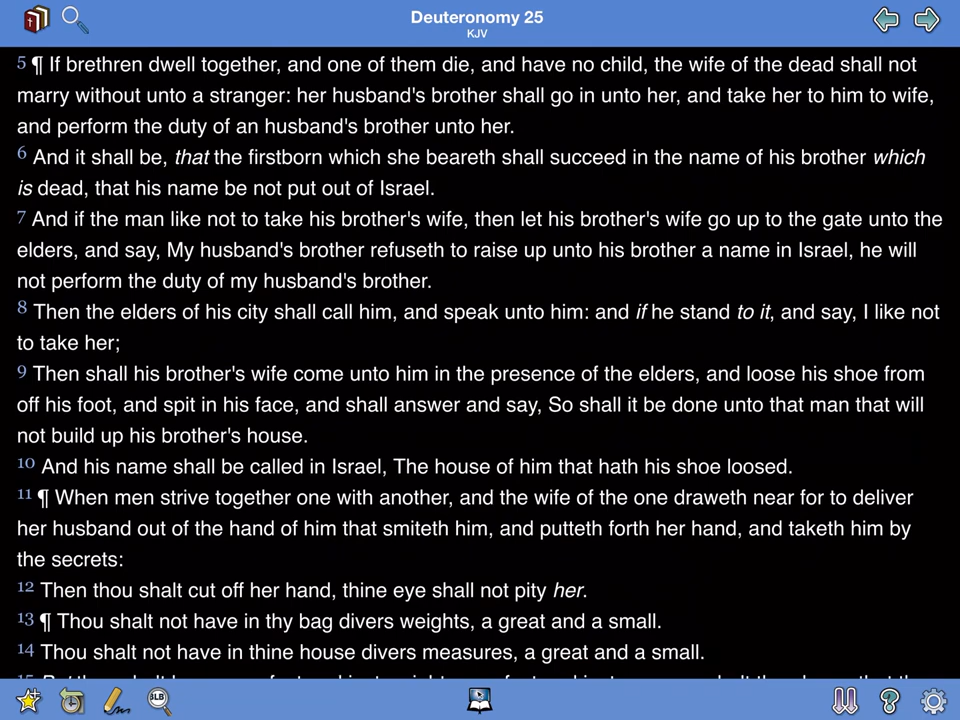 Deuteronomy 25
KJV
5 ¶ If brethren dwell together, and one of them die, and have no child, the wife of the dead shall not
marry without unto a stranger: her husband's brother shall go in unto her, and take her to him to wife,
and perform the duty of an husband's brother unto her.
6 And it shall be, that the firstborn which she beareth shall succeed in the name of his brother which
is dead, that his name be not put out of Israel.
7 And if the man like not to take his brother's wife, then let his brother's wife go up to the gate unto the
elders, and say, My husband's brother refuseth to raise up unto his brother a name in Israel, he will
not perform the duty of my husband's brother.
8 Then the elders of his city shall call him, and speak unto him: and if he stand to it, and say, I like not
to take her;
9 Then shall his brother's wife come unto him in the presence of the elders, and loose his shoe from
off his foot, and spit in his face, and shall answer and say, So shall it be done unto that man that will
not build up his brother's house.
10 And his name shall be called in Israel, The house of him that hath his shoe loosed.
11 ¶ When men strive together one with another, and the wife of the one draweth near for to deliver
her husband out of the hand of him that smiteth him, and putteth forth her hand, and taketh him by
the secrets:
12 Then thou shalt cut off her hand, thine eye shall not pity her.
13 ¶ Thou shalt not have in thy bag divers weights, a great and a small.
14 Thou shalt not have in thine house divers measures, a great and a small.
BLB